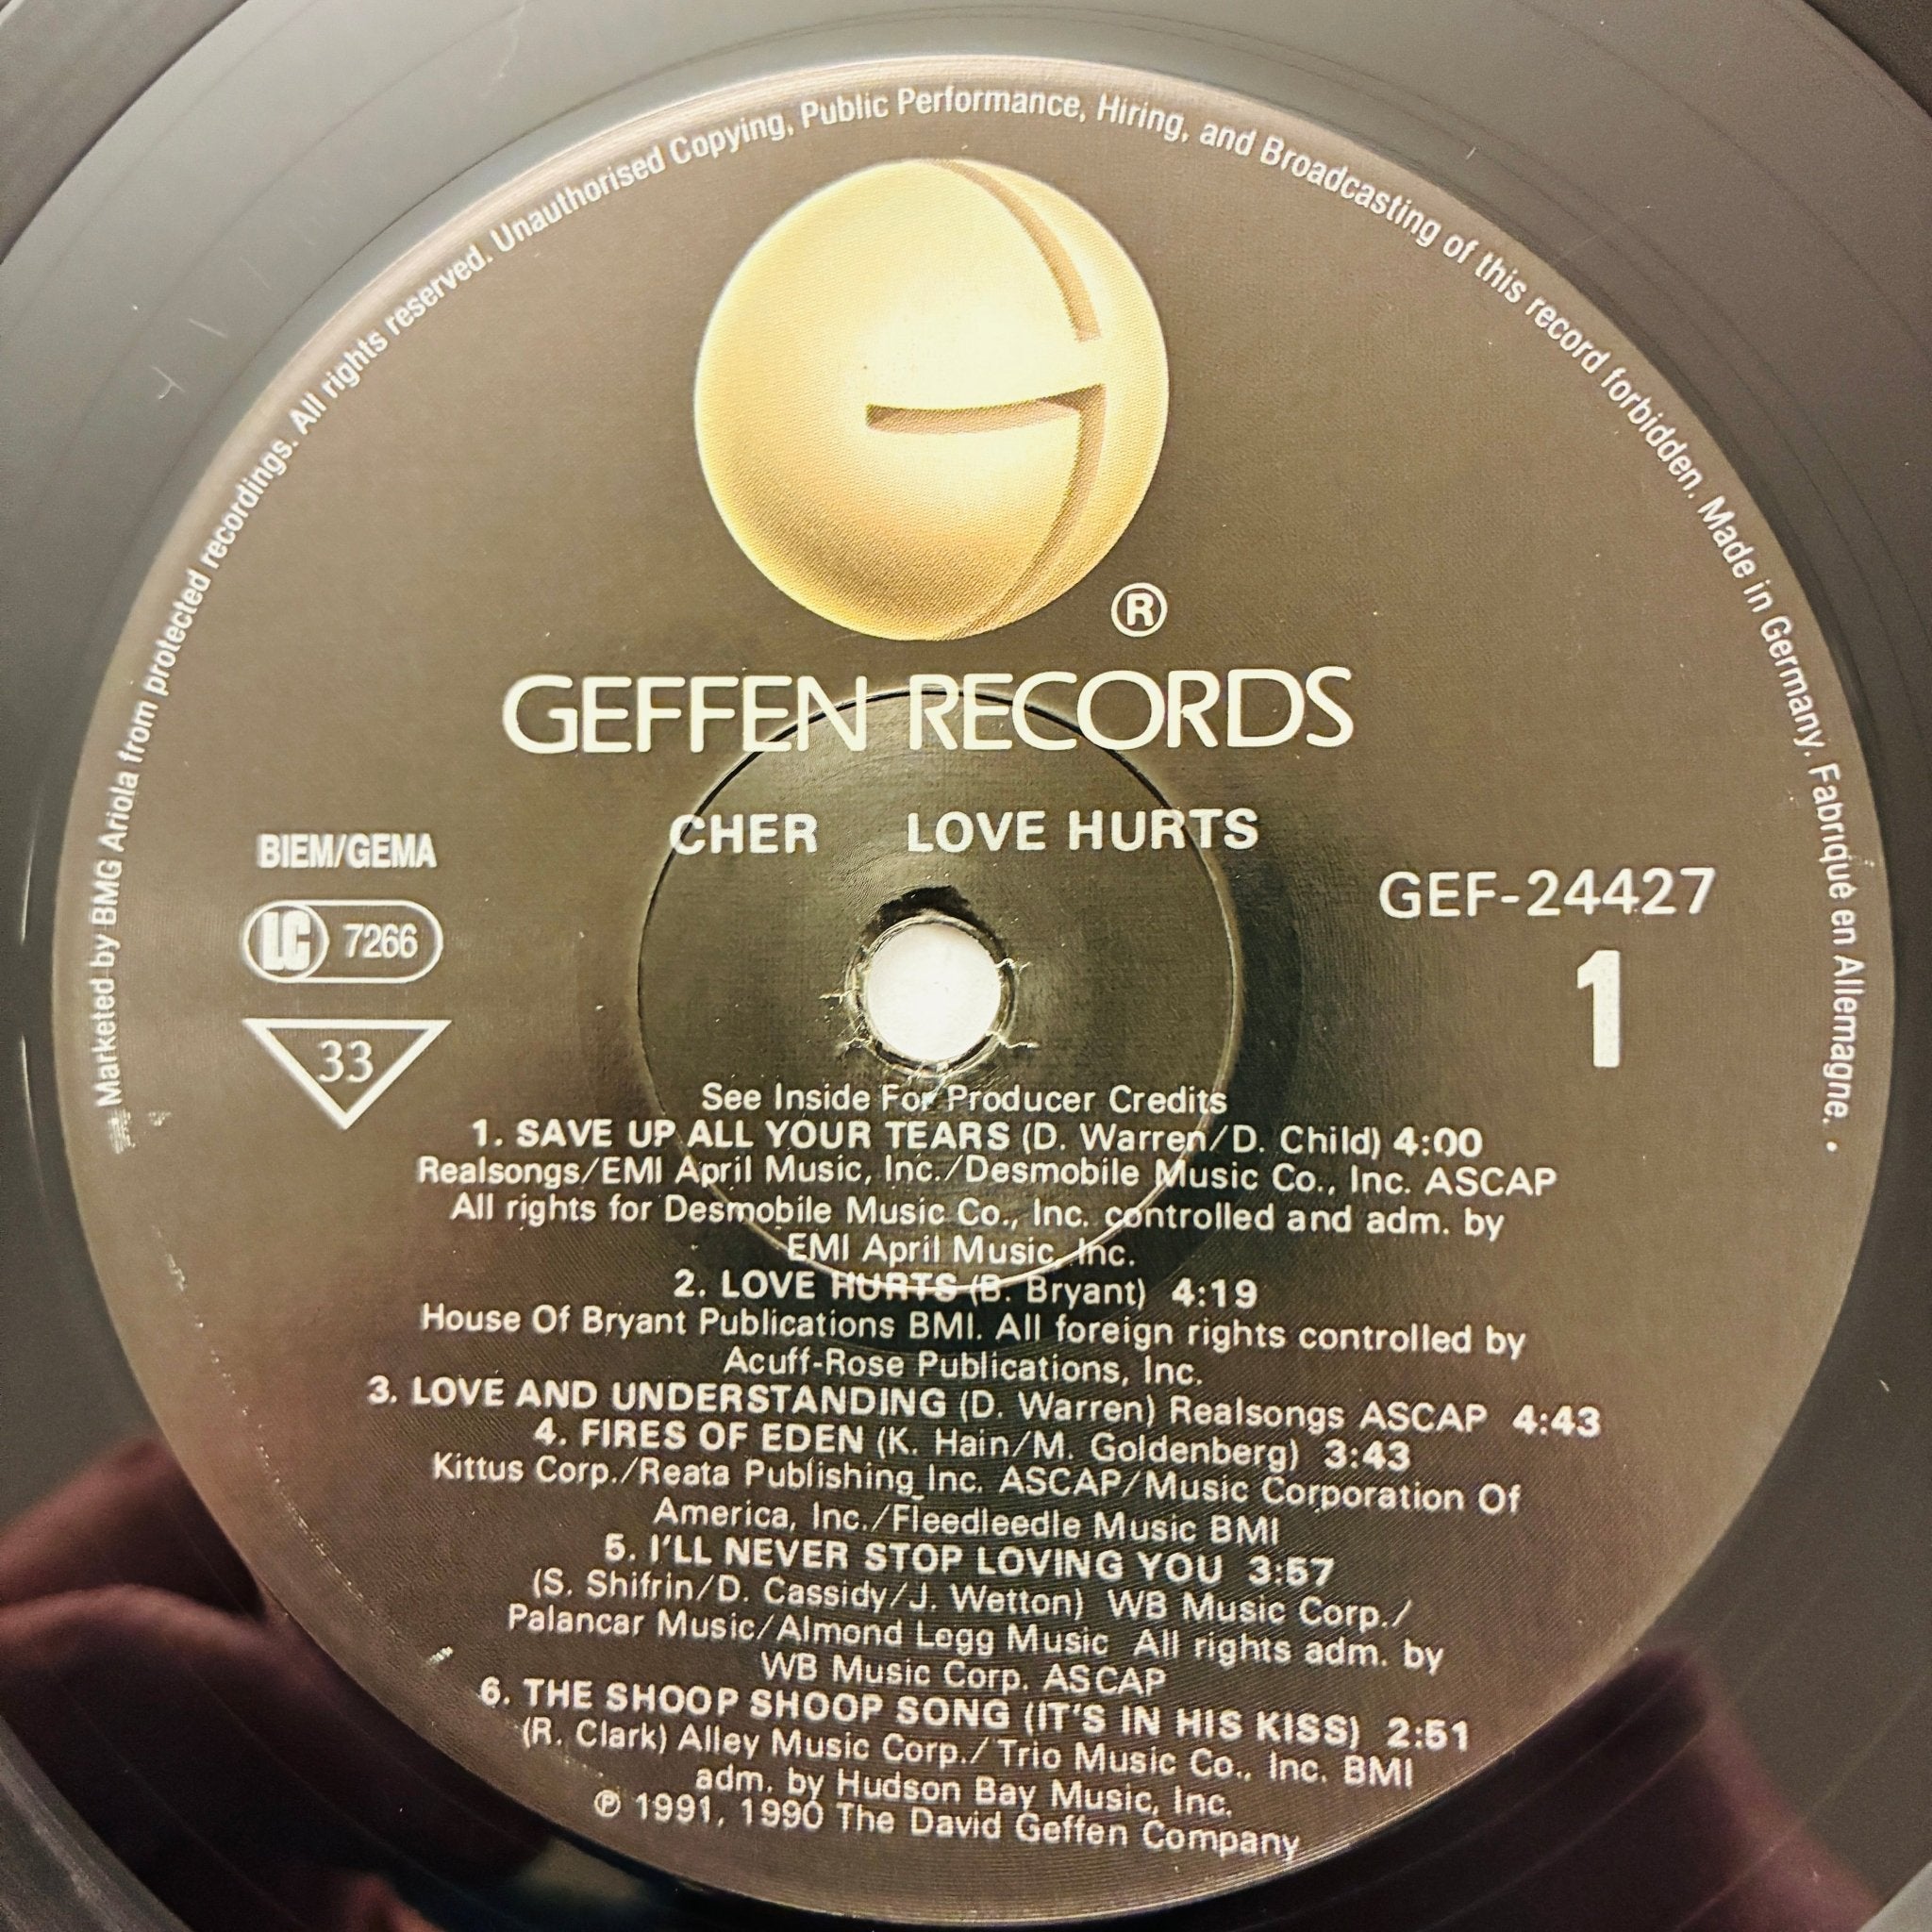 Marketed by BMG Ariola from protected recordings. All rights reserved. Unauthorised Copying, Public Performance, Hiring, and Broadcasting of this record forbidden. Made in Germany. Fabriqué en Allemagne. •
®
GEFFEN RECORDS
CHER LOVE HURTS
BIEM/GEMA
LC 7266
33
GEF-24427
1
See Inside For Producer Credits
1. SAVE UP ALL YOUR TEARS (D. Warren/D. Child) 4:00
Realsongs/EMI April Music, Inc./Desmobile Music Co., Inc. ASCAP
All rights for Desmobile Music Co., Inc. controlled and adm. by
EMI April Music, Inc.
2. LOVE HURTS (B. Bryant) 4:19
House Of Bryant Publications BMI. All foreign rights controlled by
Acuff-Rose Publications, Inc.
3. LOVE AND UNDERSTANDING (D. Warren) Realsongs ASCAP 4:43
4. FIRES OF EDEN (K. Hain/M. Goldenberg) 3:43
Kittus Corp./Reata Publishing Inc. ASCAP/Music Corporation Of
America, Inc./Fleedleedle Music BMI
5. I'LL NEVER STOP LOVING YOU 3:57
(S. Shifrin/D. Cassidy/J. Wetton) WB Music Corp./
Palancar Music/Almond Legg Music All rights adm. by
WB Music Corp. ASCAP
6. THE SHOOP SHOOP SONG (IT'S IN HIS KISS) 2:51
(R. Clark) Alley Music Corp./Trio Music Co., Inc. BMI
adm. by Hudson Bay Music, Inc.
℗ 1991, 1990 The David Geffen Company